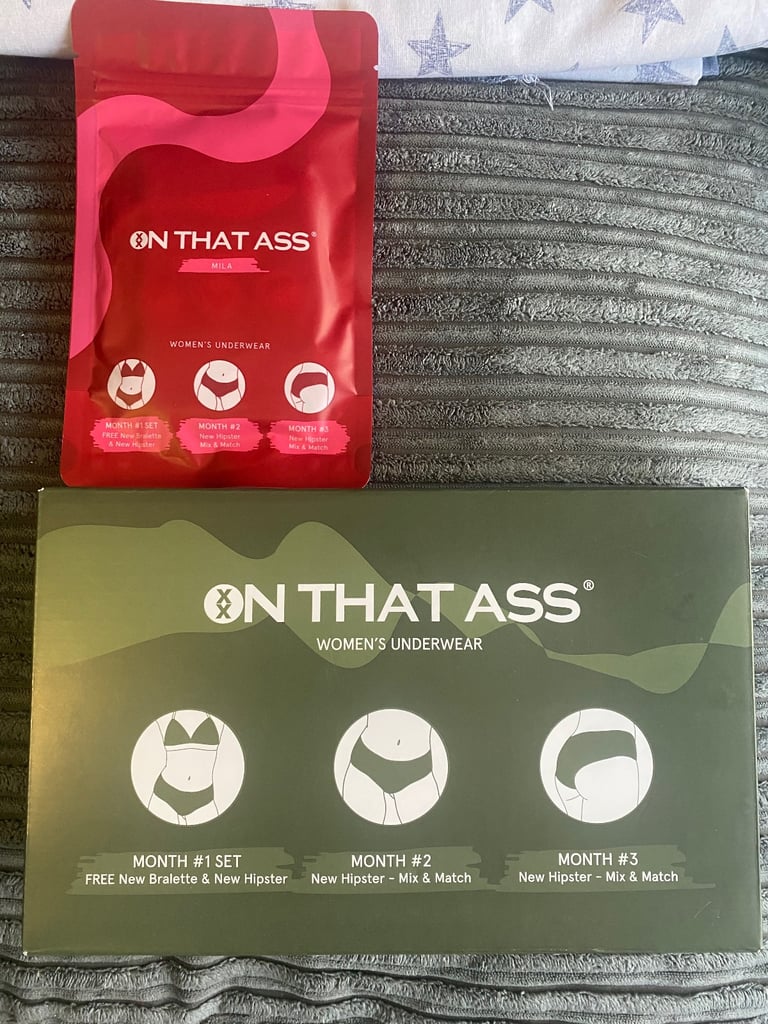 ON THAT ASS®
MILA
WOMEN'S UNDERWEAR
MONTH #1 SET
FREE New Bralette
& New Hipster
MONTH #2
New Hipster
Mix & Match
MONTH #3
New Hipster
Mix & Match
ON THAT ASS®
WOMEN'S UNDERWEAR
MONTH #1 SET
FREE New Bralette & New Hipster
MONTH #2
New Hipster - Mix & Match
MONTH #3
New Hipster - Mix & Match